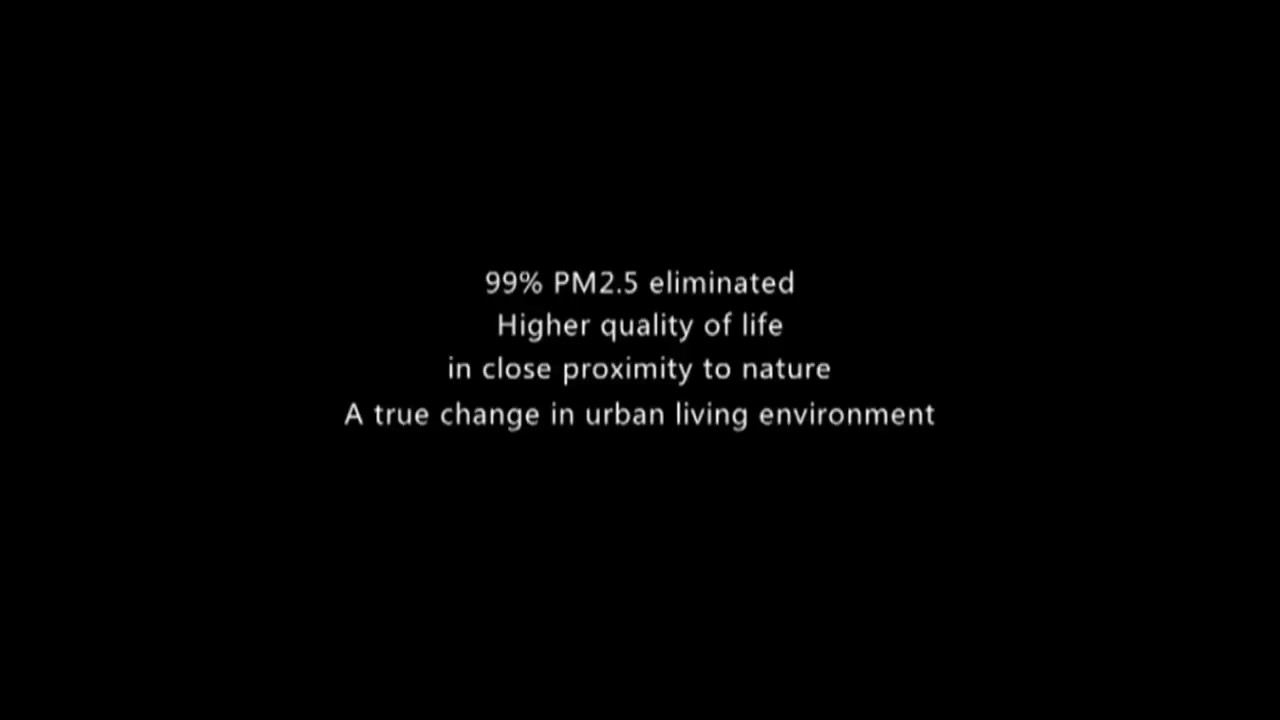 99% PM2.5 eliminated
Higher quality of life
in close proximity to nature
A true change in urban living environment